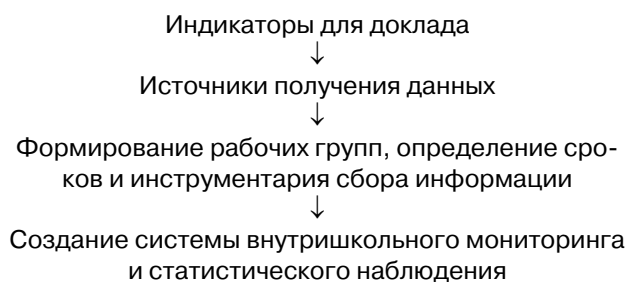 Индикаторы для доклада
↓
Источники получения данных
↓
Формирование рабочих групп, определение сро-
ков и инструментария сбора информации
↓
Создание системы внутришкольного мониторинга
и статистического наблюдения